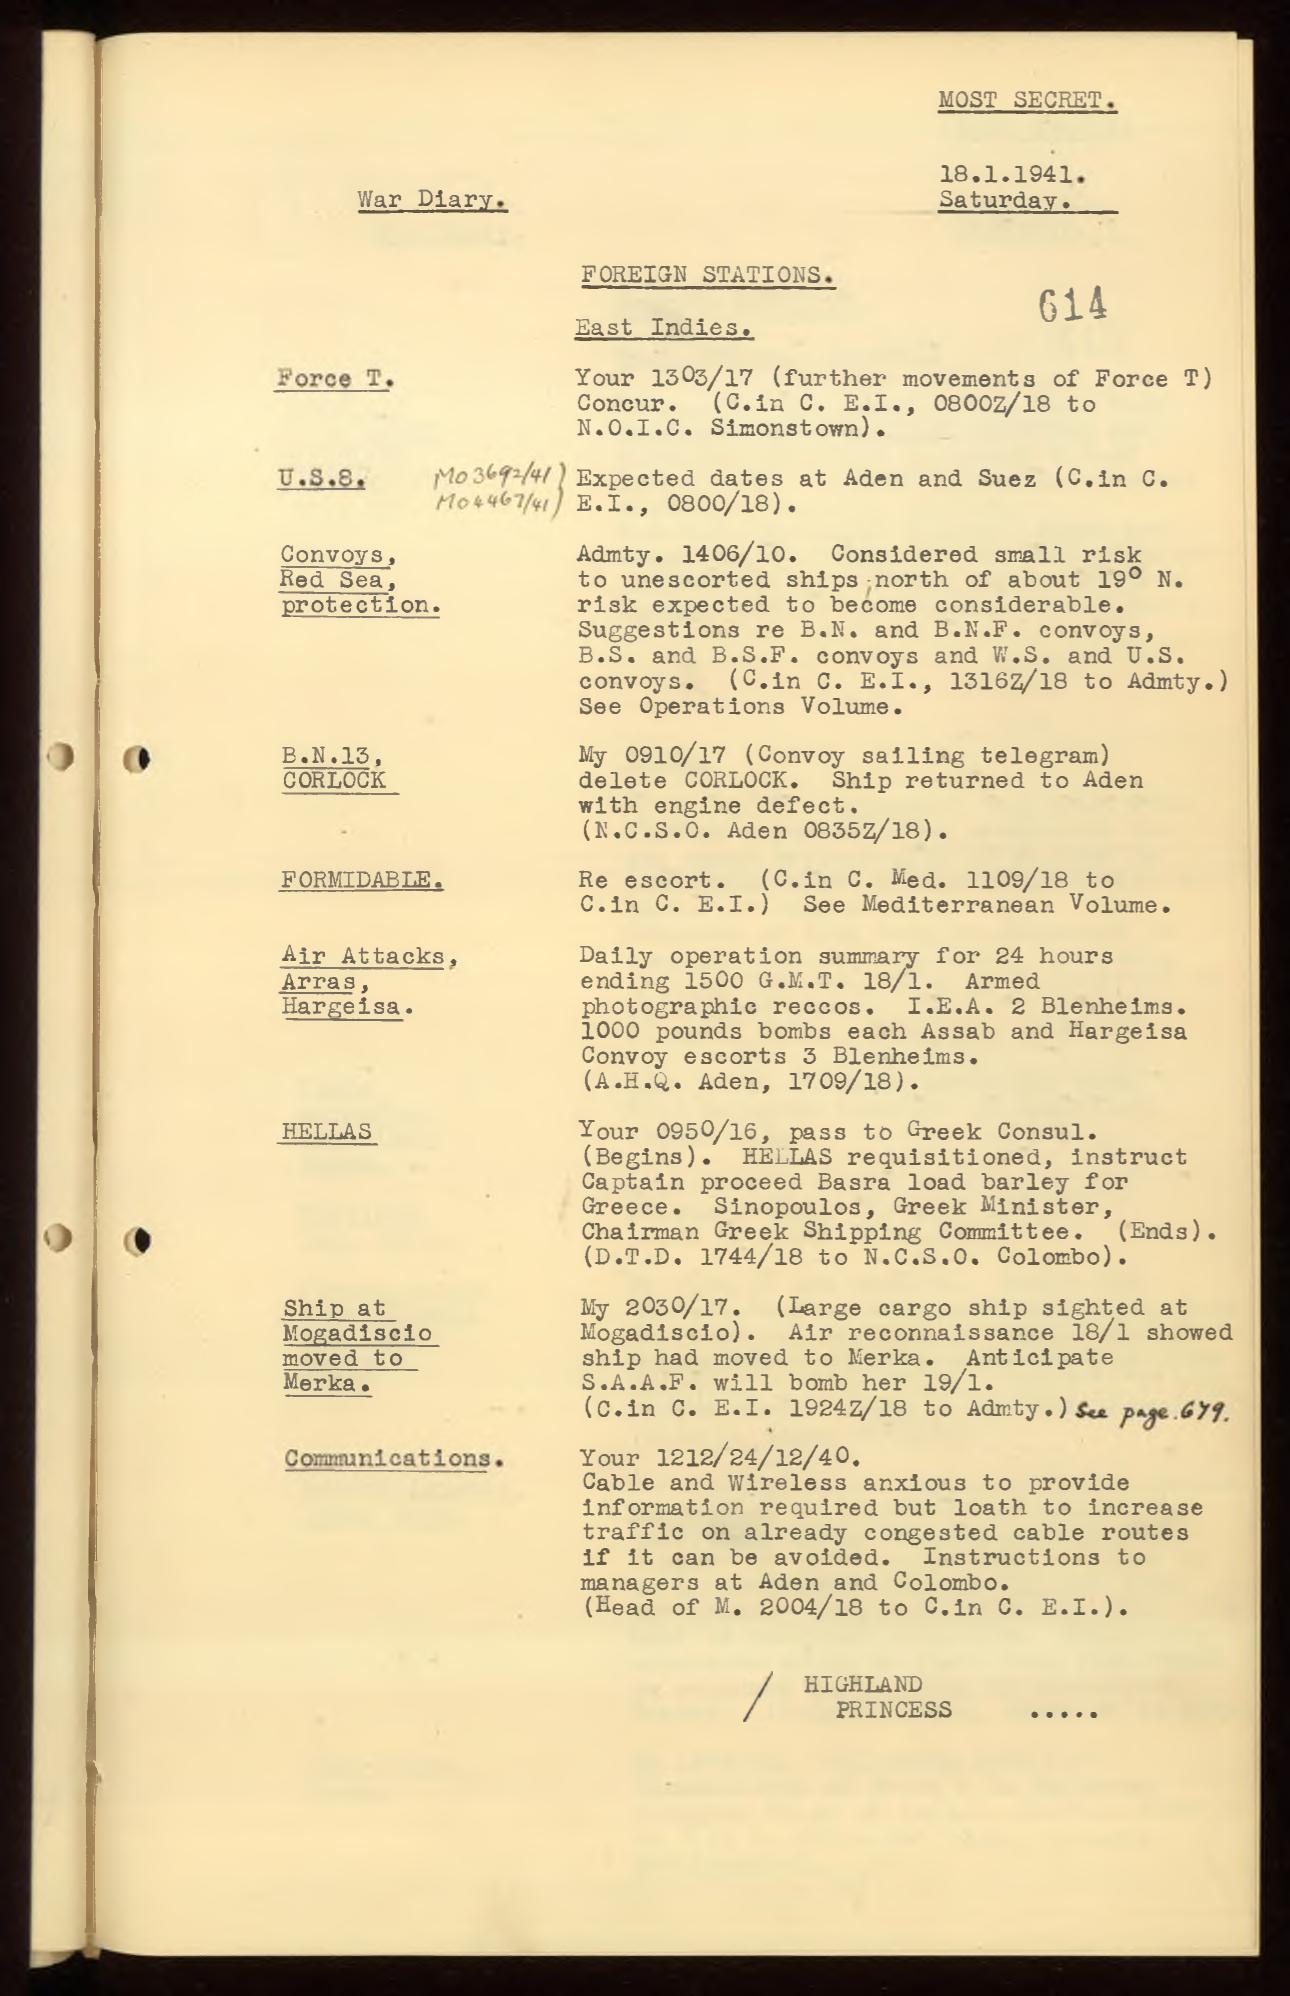 MOST SECRET.
18.1.1941.
War Diary.
Saturday.
FOREIGN STATIONS.
614
East Indies.
Force T.
Your 1303/17 (further movements of Force T)
Concur. (C.in C. E.I., 0800Z/18 to
N.O.I.C. Simonstown).
U.S.8.
MO3692/41)
MO4467/41)
Expected dates at Aden and Suez (C.in C.
E.I., 0800/18).
Convoys,
Red Sea,
protection.
Admty. 1406/10. Considered small risk
to unescorted ships;north of about 19° N.
risk expected to become considerable.
Suggestions re B.N. and B.N.F. convoys,
B.S. and B.S.F. convoys and W.S. and U.S.
convoys. (C.in C. E.I., 1316Z/18 to Admty.)
See Operations Volume.
B.N.13,
CORLOCK
My 0910/17 (Convoy sailing telegram)
delete CORLOCK. Ship returned to Aden
with engine defect.
(N.C.S.O. Aden 0835Z/18).
FORMIDABLE.
Re escort. (C.in C. Med. 1109/18 to
C.in C. E.I.) See Mediterranean Volume.
Air Attacks,
Arras,
Hargeisa.
Daily operation summary for 24 hours
ending 1500 G.M.T. 18/1. Armed
photographic reccos. I.E.A. 2 Blenheims.
1000 pounds bombs each Assab and Hargeisa
Convoy escorts 3 Blenheims.
(A.H.Q. Aden, 1709/18).
HELLAS
Your 0950/16, pass to Greek Consul.
(Begins). HELLAS requisitioned, instruct
Captain proceed Basra load barley for
Greece. Sinopoulos, Greek Minister,
Chairman Greek Shipping Committee. (Ends).
(D.T.D. 1744/18 to N.C.S.O. Colombo).
Ship at
Mogadiscio
moved to
Merka.
My 2030/17. (Large cargo ship sighted at
Mogadiscio). Air reconnaissance 18/1 showed
ship had moved to Merka. Anticipate
S.A.A.F. will bomb her 19/1.
(C.in C. E.I. 1924Z/18 to Admty.) See page.679.
Communications.
Your 1212/24/12/40.
Cable and Wireless anxious to provide
information required but loath to increase
traffic on already congested cable routes
if it can be avoided. Instructions to
managers at Aden and Colombo.
(Head of M. 2004/18 to C.in C. E.I.).
/ HIGHLAND
PRINCESS .....